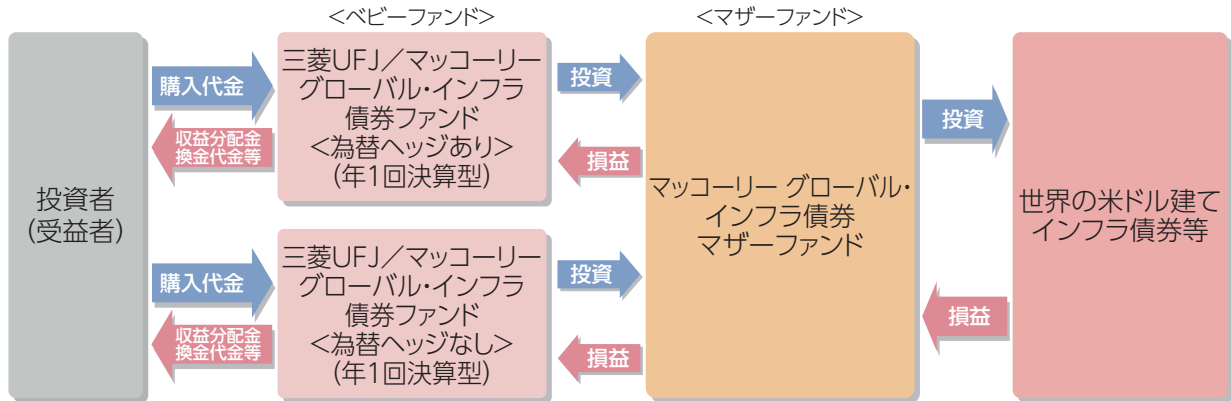 <ベビーファンド>
<マザーファンド>
投資者
(受益者)
購入代金
収益分配金
換金代金等
三菱UFJ／マッコーリー
グローバル・インフラ
債券ファンド
<為替ヘッジあり>
(年1回決算型)
投資
損益
購入代金
収益分配金
換金代金等
三菱UFJ／マッコーリー
グローバル・インフラ
債券ファンド
<為替ヘッジなし>
(年1回決算型)
投資
損益
マッコーリー グローバル・
インフラ債券
マザーファンド
投資
損益
世界の米ドル建て
インフラ債券等